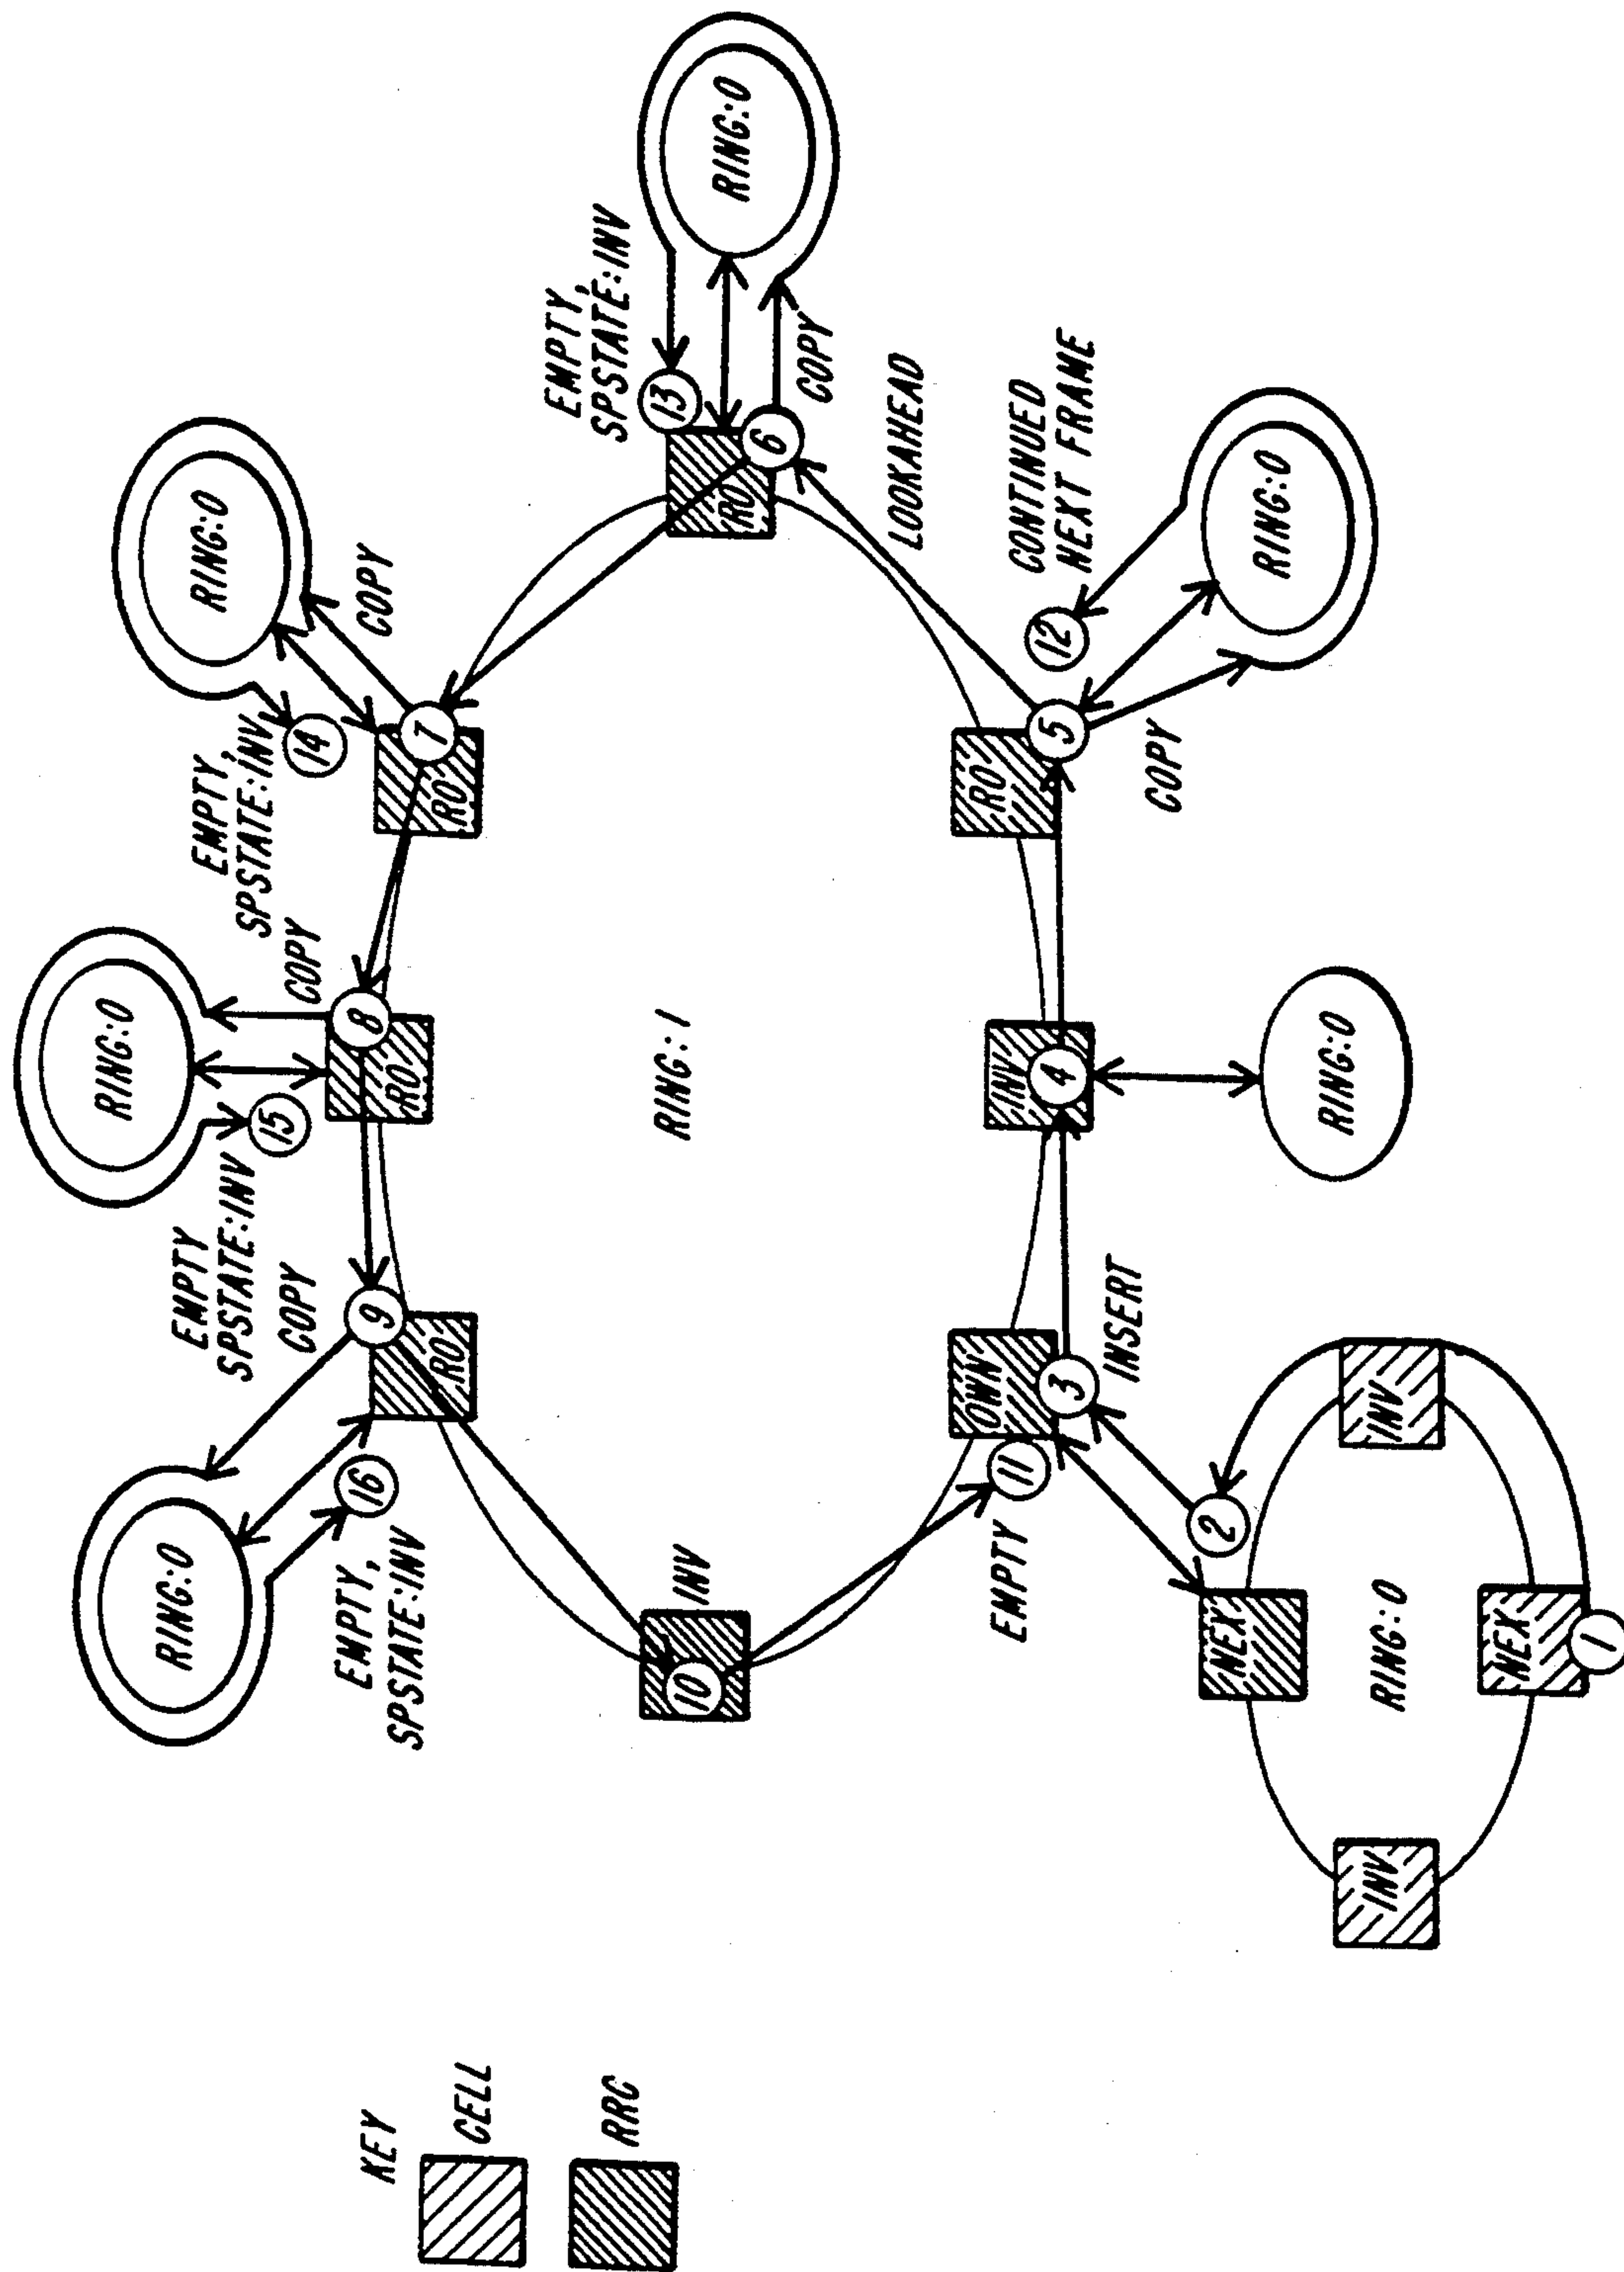 KEY
CELL
RRC
RING:0
16
EMPTY,
SPSTATE:INV
COPY
9
RO
RING:0
15
EMPTY
SPSTATE:INV
COPY
8
RO
RING:0
14
EMPTY,
SPSTATE:INV
COPY
7
RO
RING:0
13
EMPTY,
SPSTATE:INV
COPY
6
RO
LOOKAHEAD
INV
10
RING:1
EMPTY
11
OWN
3
INSERT
INV
4
RING:0
RO
5
COPY
12
CONTINUED
NEXT FRAME
RING:0
NEX
2
INV
RING:0
INV
NEX
1